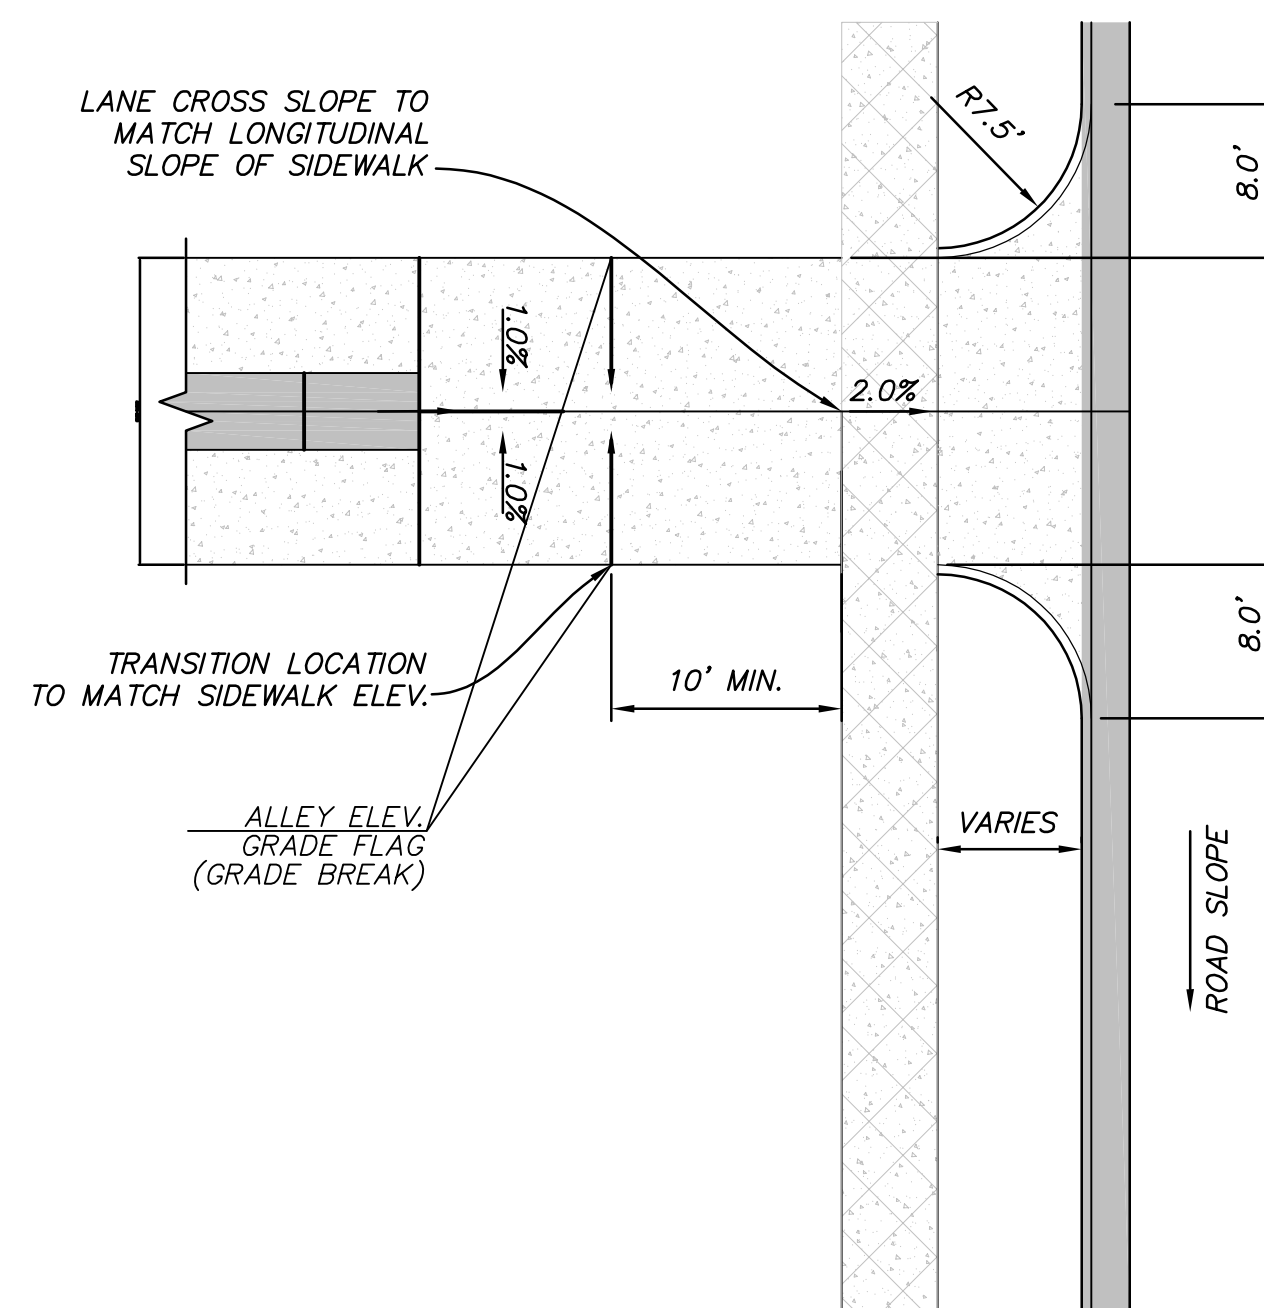 LANE CROSS SLOPE TO
MATCH LONGITUDINAL
SLOPE OF SIDEWALK
R7.5'
8.0'
1.0%
2.0%
1.0%
TRANSITION LOCATION
TO MATCH SIDEWALK ELEV.
10' MIN.
8.0'
ALLEY ELEV.
GRADE FLAG
(GRADE BREAK)
VARIES
ROAD SLOPE